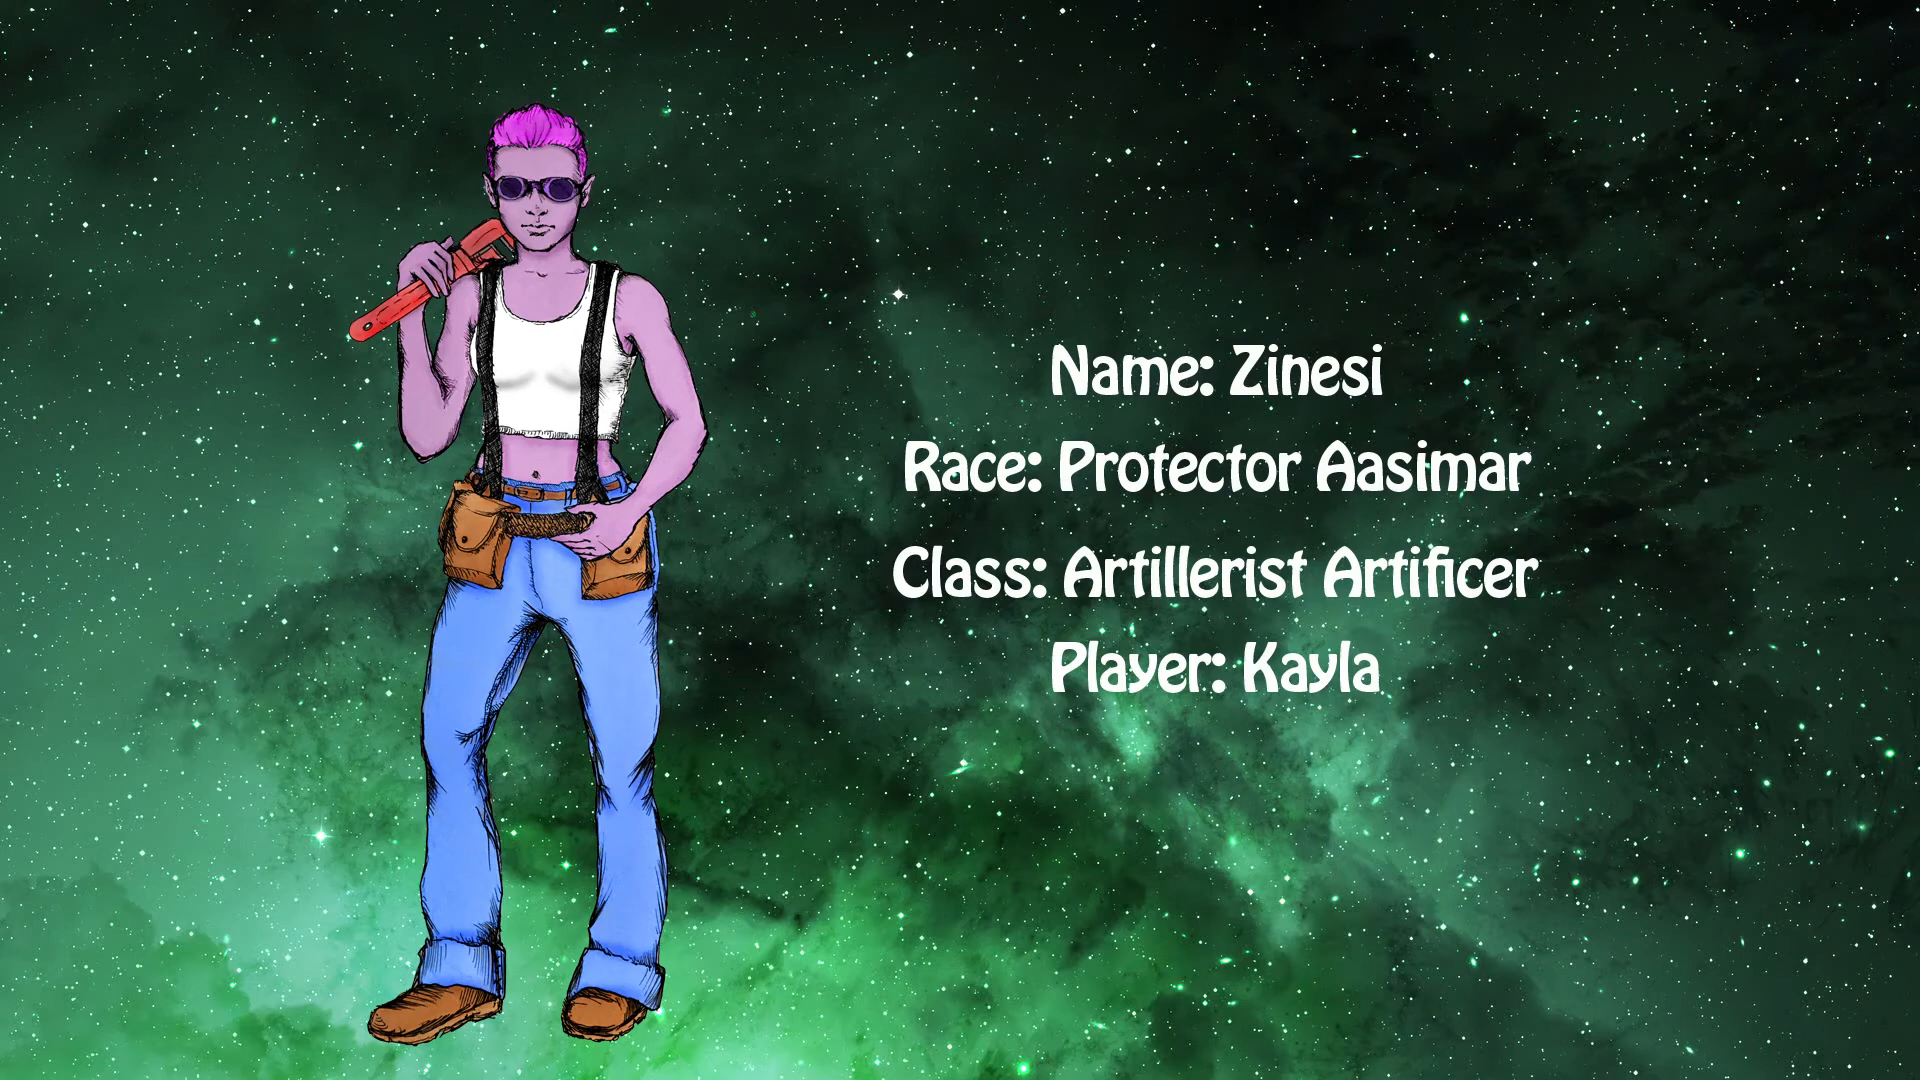 Name: Zinesi
Race: Protector Aasimar
Class: Artillerist Artificer
Player: Kayla